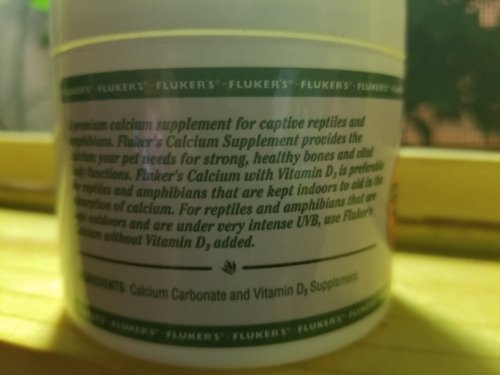 FLUKER'S · FLUKER'S · FLUKER'S · FLUKER'S · FLUKER'S
premium calcium supplement for captive reptiles and
amphibians. Fluker's Calcium Supplement provides the
calcium your pet needs for strong, healthy bones and vital
body functions. Fluker's Calcium with Vitamin D₃ is preferable
for reptiles and amphibians that are kept indoors to aid in the
absorption of calcium. For reptiles and amphibians that are
kept outdoors and are under very intense UVB, use Fluker's
Calcium without Vitamin D₃ added.
INGREDIENTS: Calcium Carbonate and Vitamin D₃ Supplement.
FLUKER'S · FLUKER'S · FLUKER'S · FLUKER'S